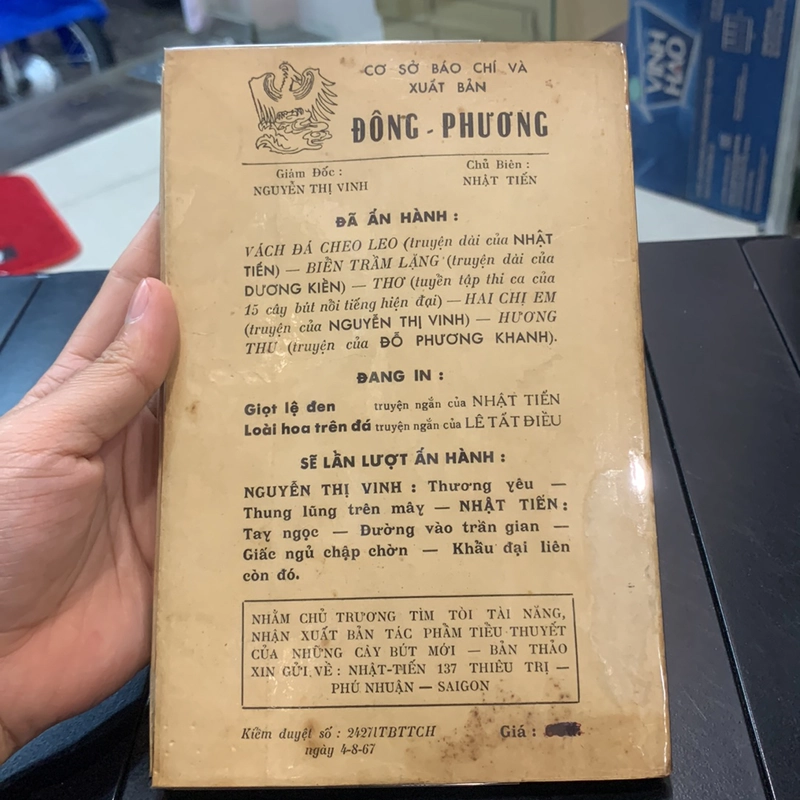 CƠ SỞ BÁO CHÍ VÀ
XUẤT BẢN
ĐÔNG - PHƯƠNG
Giám Đốc :
NGUYỄN THỊ VINH
Chủ Biên :
NHẬT TIẾN
ĐÃ ẤN HÀNH :
VÁCH ĐÁ CHEO LEO (truyện dài của NHẬT
TIẾN) — BIỂN TRẦM LẶNG (truyện dài của
DƯƠNG KIỀN) — THƠ (tuyển tập thi ca của
15 cây bút nổi tiếng hiện đại) — HAI CHỊ EM
(truyện của NGUYỄN THỊ VINH) — HƯƠNG
THU (truyện của ĐỖ PHƯƠNG KHANH).
ĐANG IN :
Giọt lệ đen truyện ngắn của NHẬT TIẾN
Loài hoa trên đá truyện ngắn của LÊ TẤT ĐIỀU
SẼ LẦN LƯỢT ẤN HÀNH :
NGUYỄN THỊ VINH : Thương yêu —
Thung lũng trên mây — NHẬT TIẾN :
Tay ngọc — Đường vào trần gian —
Giấc ngủ chập chờn — Khẩu đại liên
còn đó.
NHẰM CHỦ TRƯƠNG TÌM TÒI TÀI NĂNG,
NHẬN XUẤT BẢN TÁC PHẨM TIỂU THUYẾT
CỦA NHỮNG CÂY BÚT MỚI — BẢN THẢO
XIN GỬI VỀ : NHẬT-TIẾN 137 THIỆU TRỊ —
PHÚ NHUẬN — SAIGON
Kiểm duyệt số : 2427/TBTTCH
ngày 4-8-67
Giá :
VĨNH
HẢO